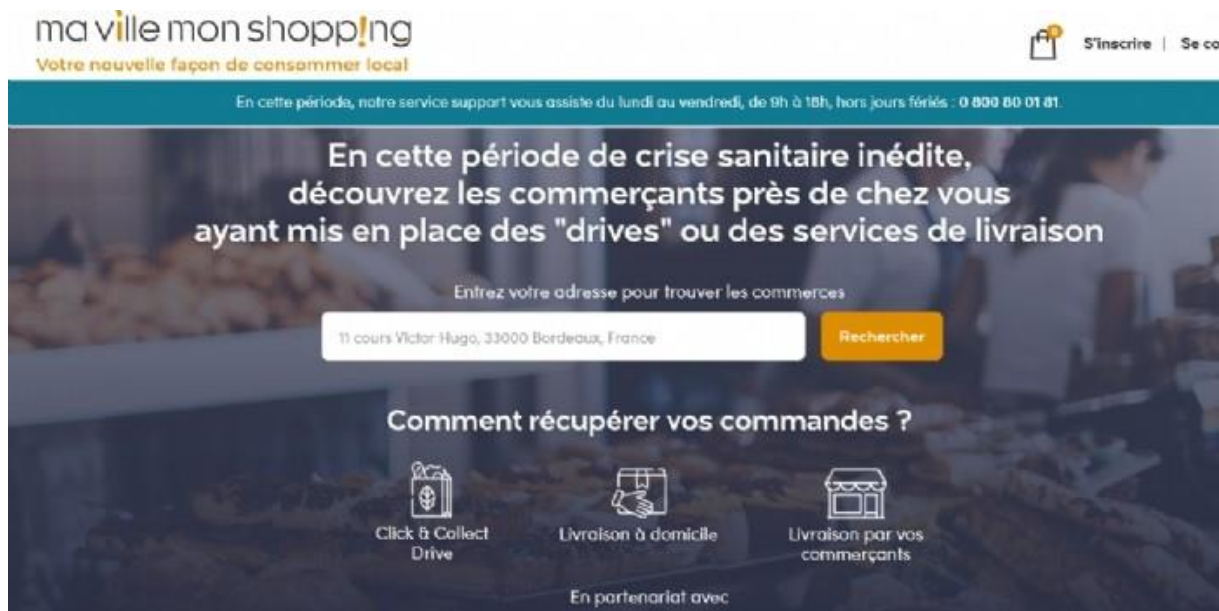 ma ville mon shopp!ng
Votre nouvelle façon de consommer local
0
S'inscrire | Se co
En cette période, notre service support vous assiste du lundi au vendredi, de 9h à 18h, hors jours fériés : 0 800 80 01 81.
En cette période de crise sanitaire inédite,
découvrez les commerçants près de chez vous
ayant mis en place des "drives" ou des services de livraison
Entrez votre adresse pour trouver les commerces
11 cours Victor Hugo, 33000 Bordeaux, France
Rechercher
Comment récupérer vos commandes ?
Click & Collect
Drive
Livraison à domicile
Livraison par vos
commerçants
En partenariat avec